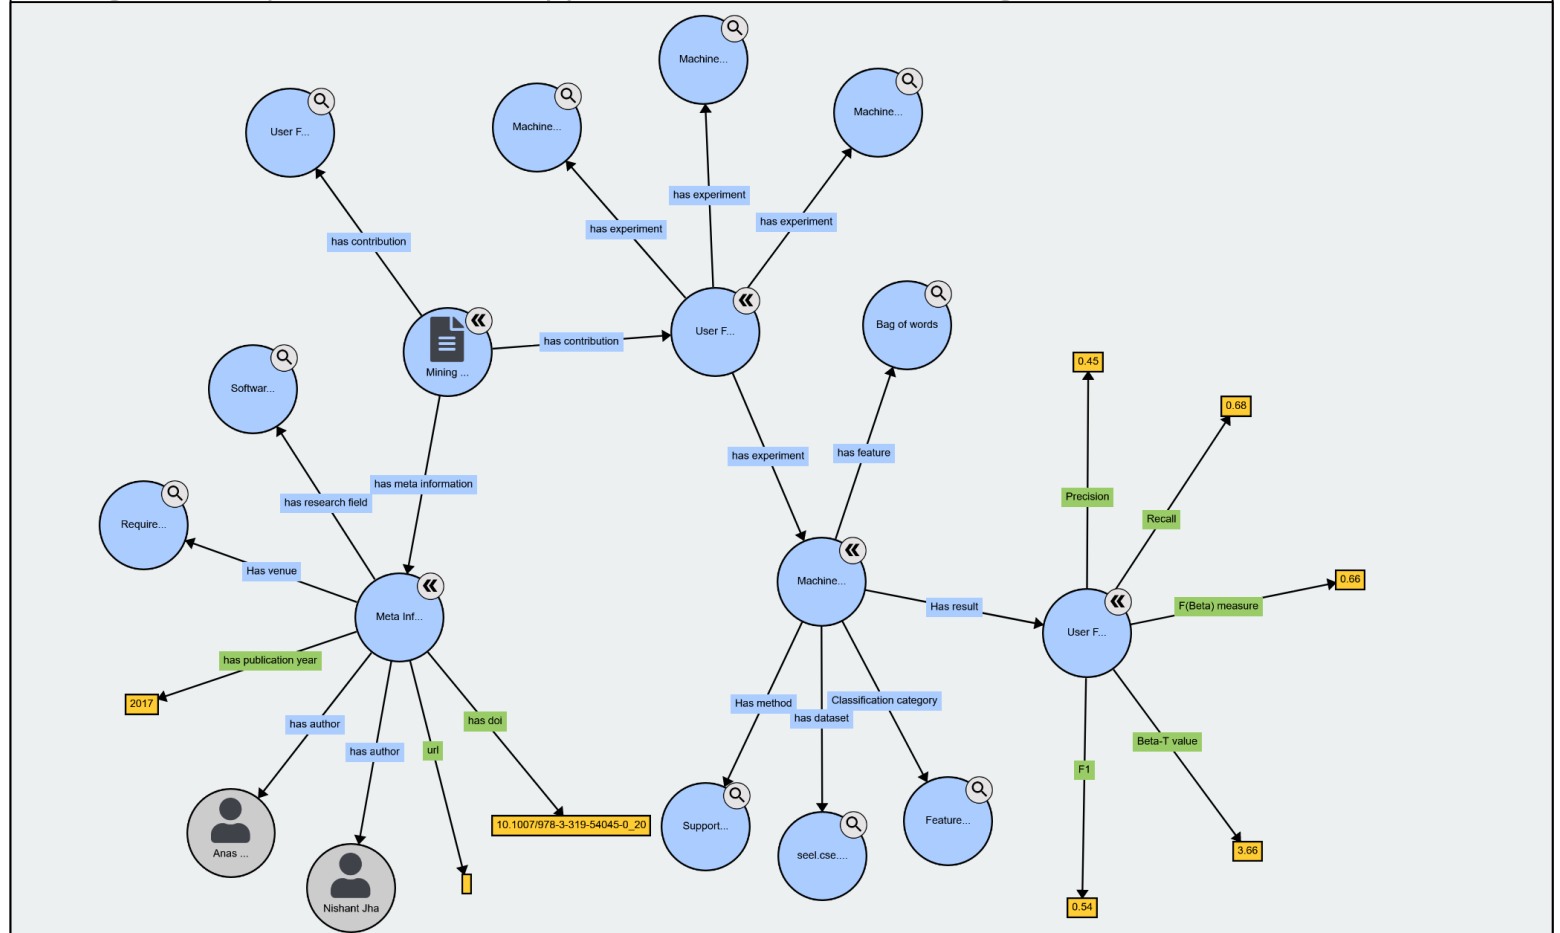 Machine...
Machine...
Machine...
User F...
has experiment
has experiment
has experiment
has contribution
Bag of words
User F...
has contribution
Mining ...
0.45
Softwar...
0.68
has experiment
has feature
has meta information
Precision
has research field
Recall
Require...
Has venue
Machine...
0.66
Has result
F(Beta) measure
Meta Inf...
User F...
has publication year
2017
Has method
Classification category
has dataset
has author
has doi
has author
url
Beta-T value
F1
10.1007/978-3-319-54045-0_20
Support...
Feature...
seel.cse....
Anas ...
3.66
Nishant Jha
0.54